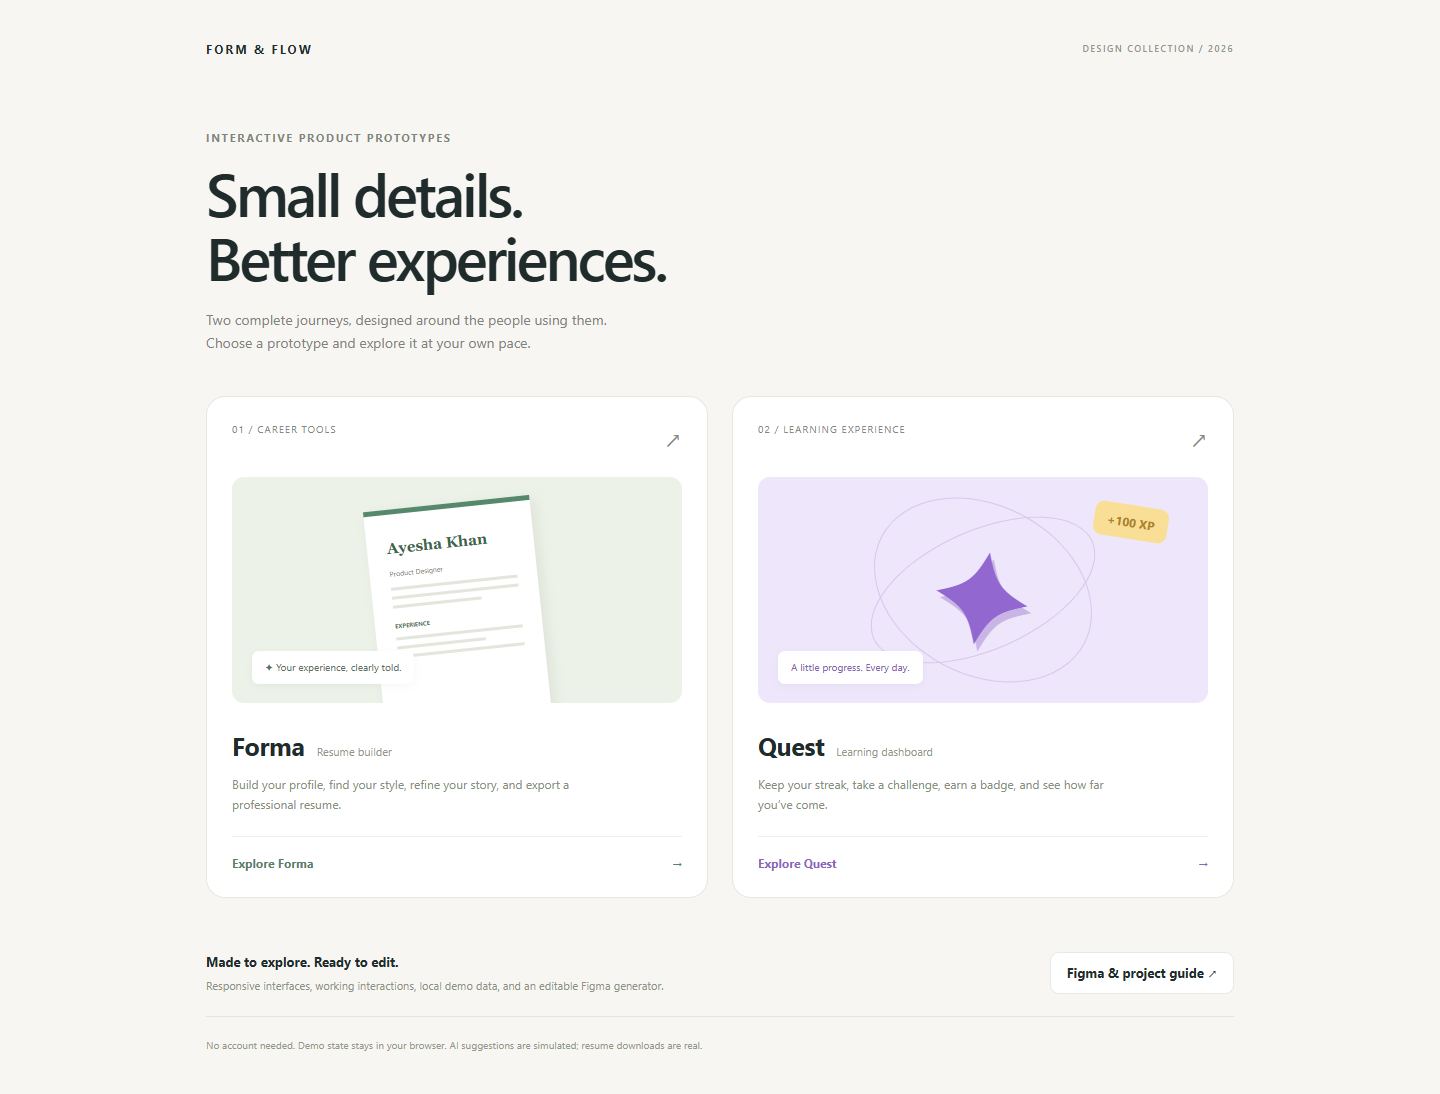 FORM & FLOW
DESIGN COLLECTION / 2026
INTERACTIVE PRODUCT PROTOTYPES
Small details.
Better experiences.
Two complete journeys, designed around the people using them.
Choose a prototype and explore it at your own pace.
01 / CAREER TOOLS
↗
Ayesha Khan
Product Designer
EXPERIENCE
✦ Your experience, clearly told.
Forma Resume builder
Build your profile, find your style, refine your story, and export a
professional resume.
Explore Forma →
02 / LEARNING EXPERIENCE
↗
+100 XP
A little progress. Every day.
Quest Learning dashboard
Keep your streak, take a challenge, earn a badge, and see how far
you’ve come.
Explore Quest →
Made to explore. Ready to edit.
Responsive interfaces, working interactions, local demo data, and an editable Figma generator.
Figma & project guide ↗
No account needed. Demo state stays in your browser. AI suggestions are simulated; resume downloads are real.